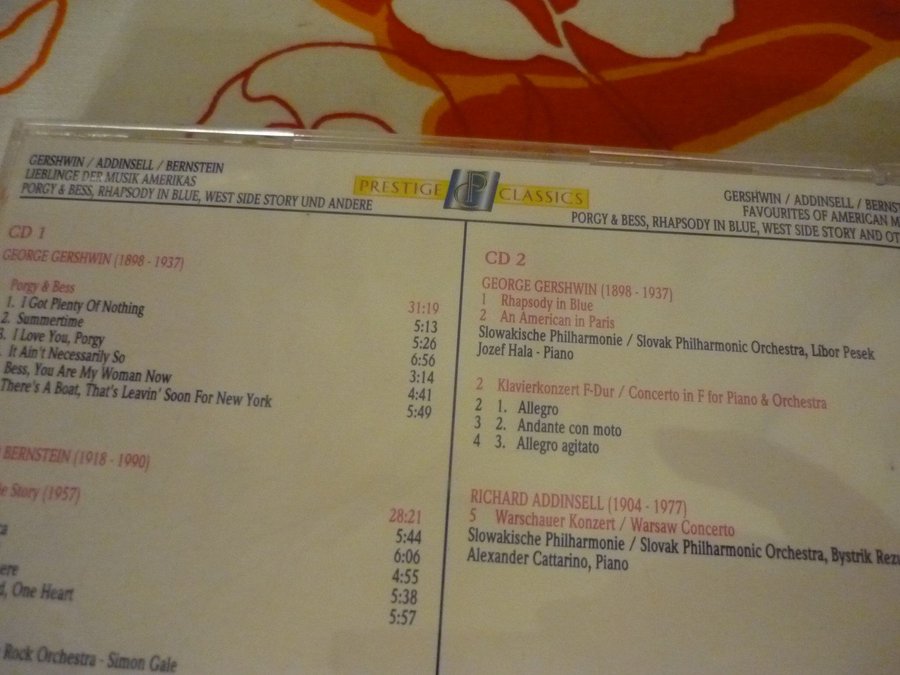 GERSHWIN / ADDINSELL / BERNSTEIN
LIEBLINGE DER MUSIK AMERIKAS
PORGY & BESS, RHAPSODY IN BLUE, WEST SIDE STORY UND ANDERE
PRESTIGE CP CLASSICS
GERSHWIN / ADDINSELL / BERNST
FAVOURITES OF AMERICAN M
PORGY & BESS, RHAPSODY IN BLUE, WEST SIDE STORY AND OT
CD 1
GEORGE GERSHWIN (1898 - 1937)
Porgy & Bess 31:19
1. I Got Plenty Of Nothing 5:13
2. Summertime 5:26
3. I Love You, Porgy 6:56
. It Ain't Necessarily So 3:14
Bess, You Are My Woman Now 4:41
There's A Boat, That's Leavin' Soon For New York 5:49
BERNSTEIN (1918 - 1990)
e Story (1957) 28:21
ca 5:44
6:06
ere 4:55
d, One Heart 5:38
5:57
Rock Orchestra - Simon Gale
CD 2
GEORGE GERSHWIN (1898 - 1937)
1 Rhapsody in Blue
2 An American in Paris
Slowakische Philharmonie / Slovak Philharmonic Orchestra, Libor Pesek
Jozef Hala - Piano
2 Klavierkonzert F-Dur / Concerto in F for Piano & Orchestra
2 1. Allegro
3 2. Andante con moto
4 3. Allegro agitato
RICHARD ADDINSELL (1904 - 1977)
5 Warschauer Konzert / Warsaw Concerto
Slowakische Philharmonie / Slovak Philharmonic Orchestra, Bystrik Rezu
Alexander Cattarino, Piano